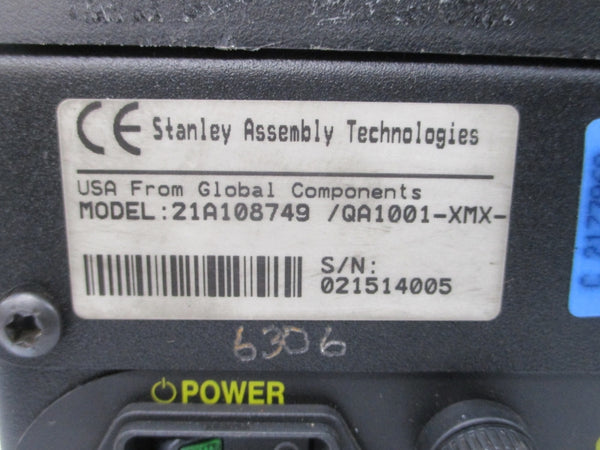 CE Stanley Assembly Technologies
USA From Global Components
MODEL:21A108749 /QA1001-XMX-
S/N:
021514005
6306
POWER